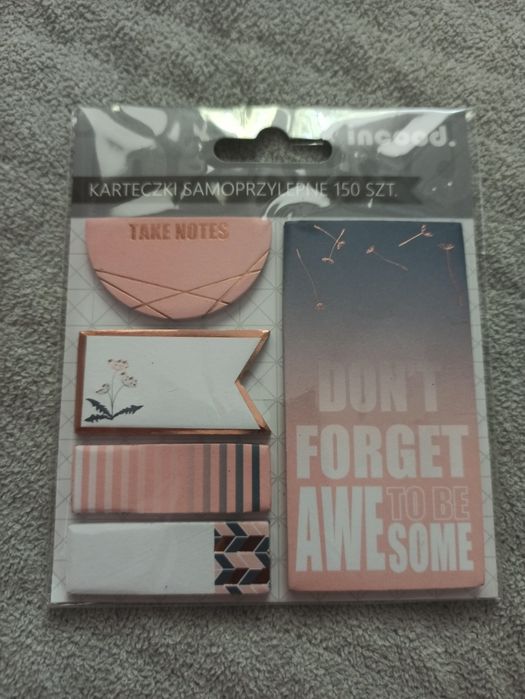 incood.
KARTECZKI SAMOPRZYLEPNE 150 SZT.
TAKE NOTES
DON'T
FORGET
AWE TO BE
SOME